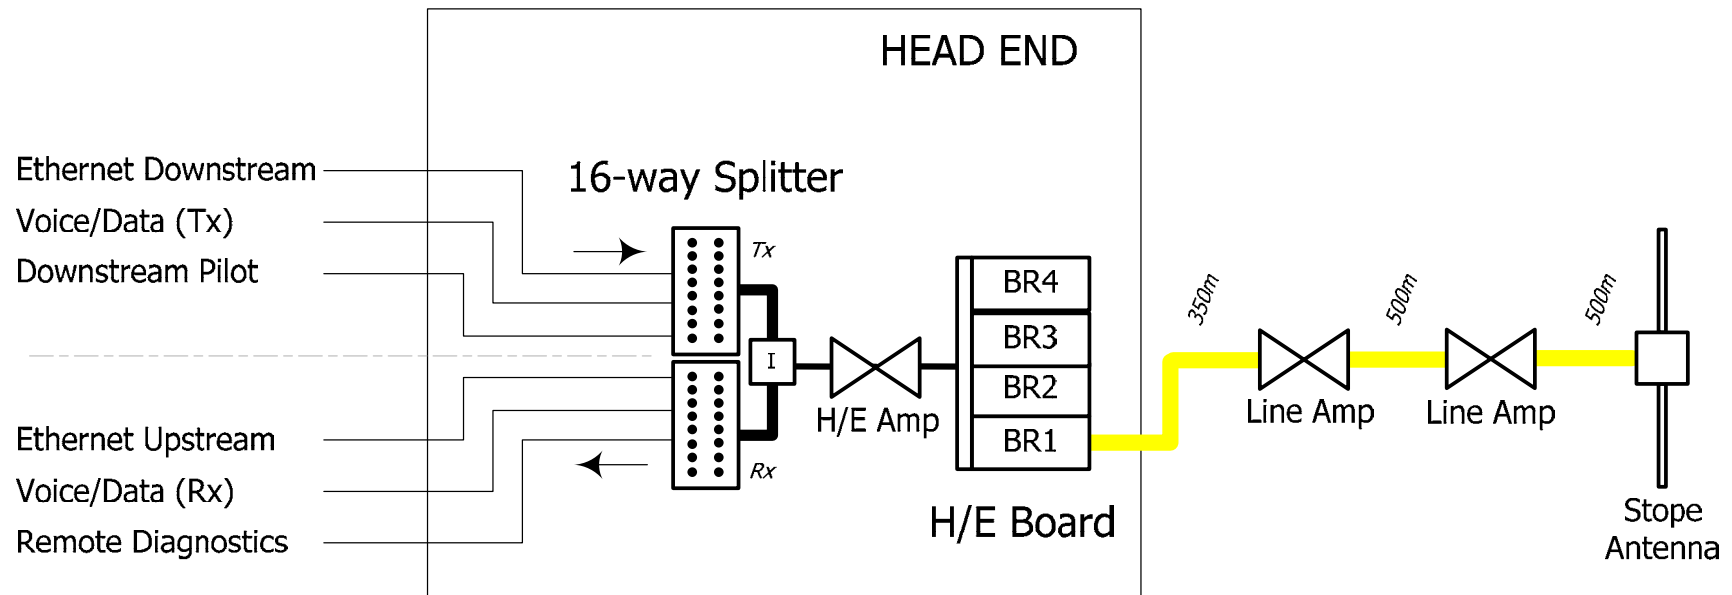 HEAD END
16-way Splitter
Ethernet Downstream
Voice/Data (Tx)
Downstream Pilot
Tx
I
Ethernet Upstream
Voice/Data (Rx)
Remote Diagnostics
Rx
H/E Amp
BR4
BR3
BR2
BR1
H/E Board
350m
500m
500m
Line Amp
Line Amp
Stope
Antenna